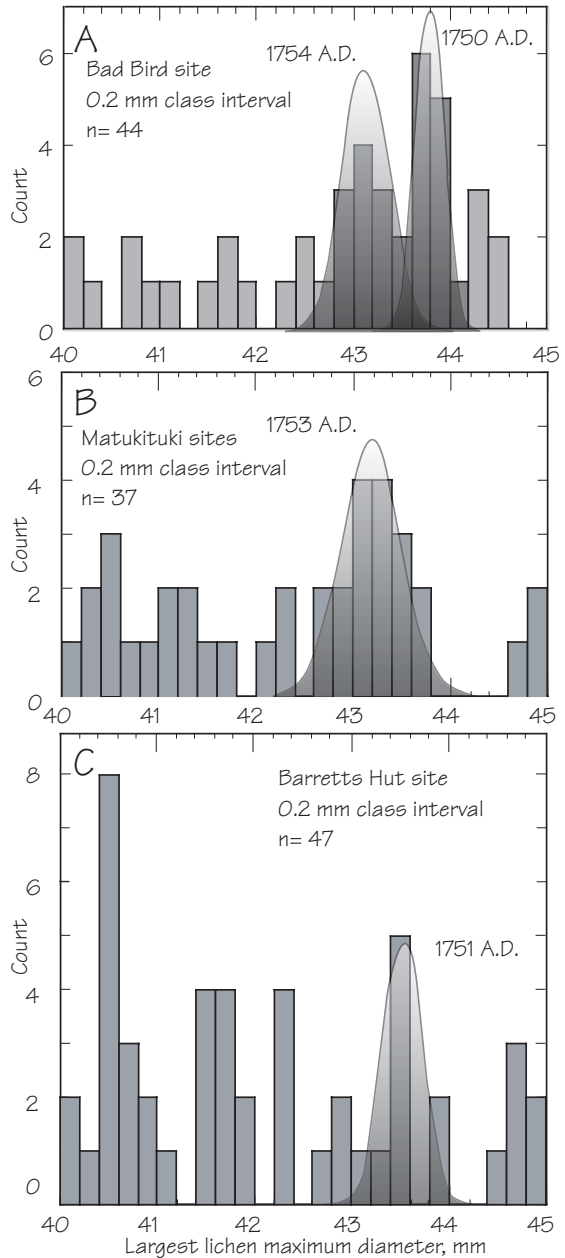 A
Bad Bird site
0.2 mm class interval
n= 44
1754 A.D.
1750 A.D.
Count
6
4
2
0
40 41 42 43 44 45
B
Matukituki sites
0.2 mm class interval
n= 37
1753 A.D.
Count
6
4
2
0
40 41 42 43 44 45
C
Barretts Hut site
0.2 mm class interval
n= 47
1751 A.D.
Count
8
6
4
2
0
40 41 42 43 44 45
Largest lichen maximum diameter, mm